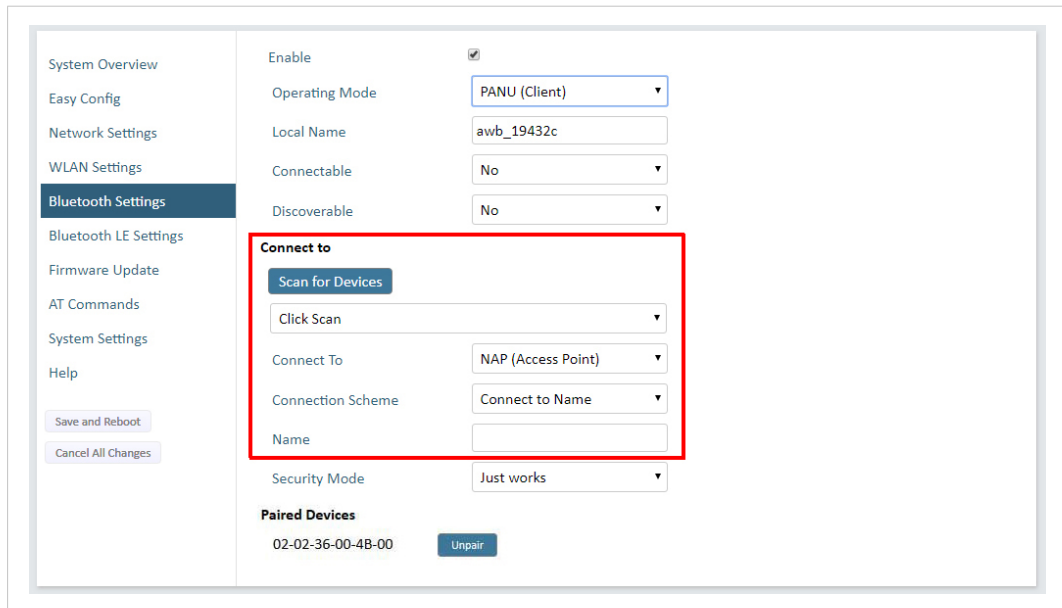 System Overview
Easy Config
Network Settings
WLAN Settings
Bluetooth Settings
Bluetooth LE Settings
Firmware Update
AT Commands
System Settings
Help
Save and Reboot
Cancel All Changes
Enable
Operating Mode PANU (Client)
Local Name awb_19432c
Connectable No
Discoverable No
Connect to
Scan for Devices
Click Scan
Connect To NAP (Access Point)
Connection Scheme Connect to Name
Name
Security Mode Just works
Paired Devices
02-02-36-00-4B-00 Unpair